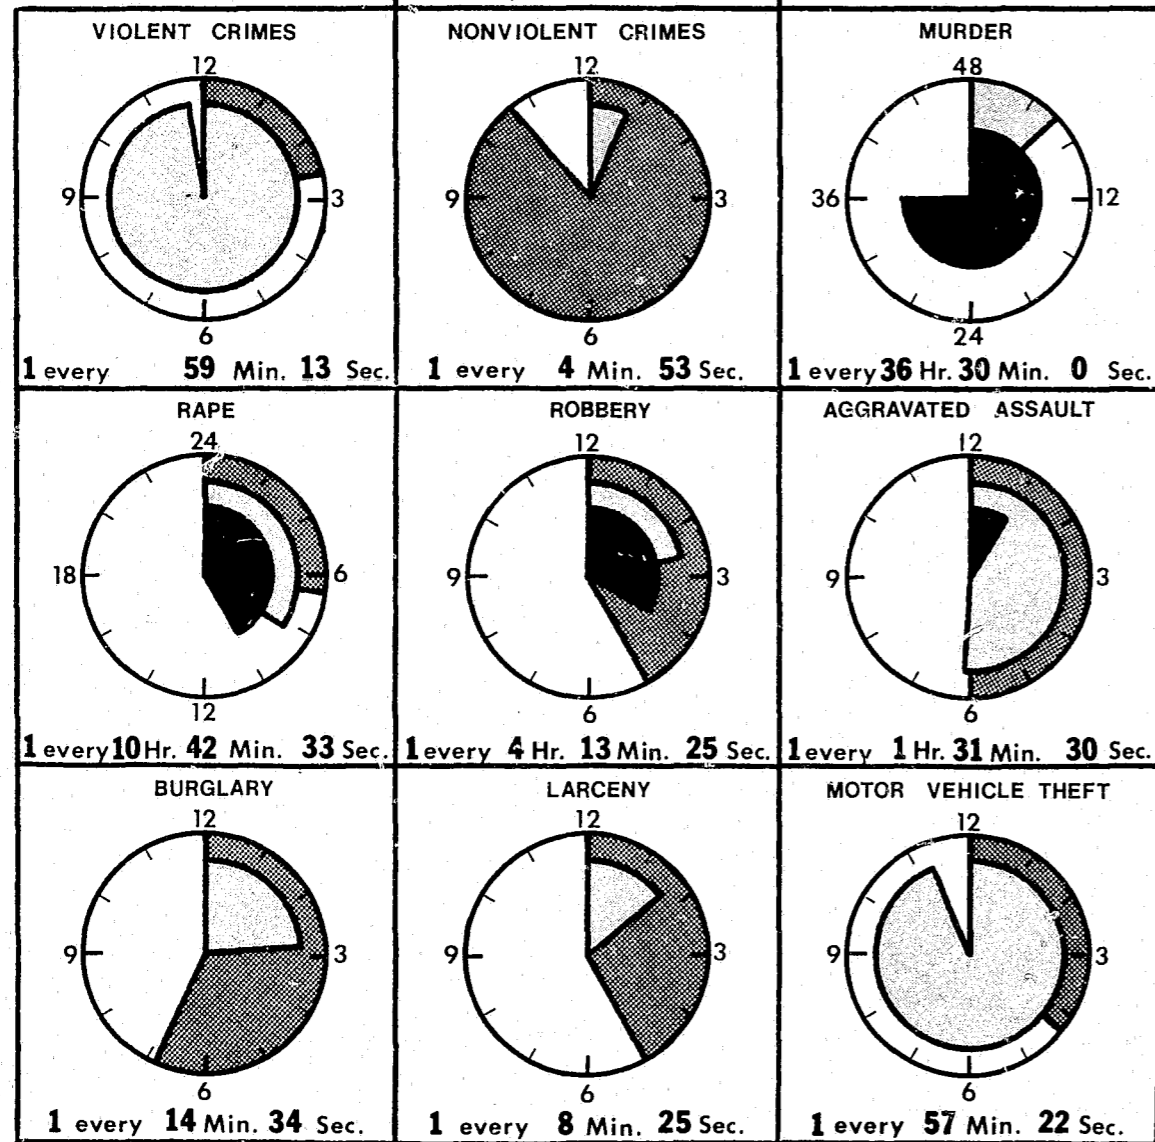 VIOLENT CRIMES
12
9
3
6
1 every 59 Min. 13 Sec.
NONVIOLENT CRIMES
12
9
3
6
1 every 4 Min. 53 Sec.
MURDER
48
36
12
24
1 every 36 Hr. 30 Min. 0 Sec.
RAPE
24
18
6
12
1 every 10 Hr. 42 Min. 33 Sec.
ROBBERY
12
9
3
6
1 every 4 Hr. 13 Min. 25 Sec.
AGGRAVATED ASSAULT
12
9
3
6
1 every 1 Hr. 31 Min. 30 Sec.
BURGLARY
12
9
3
6
1 every 14 Min. 34 Sec.
LARCENY
12
9
3
6
1 every 8 Min. 25 Sec.
MOTOR VEHICLE THEFT
12
9
3
6
1 every 57 Min. 22 Sec.